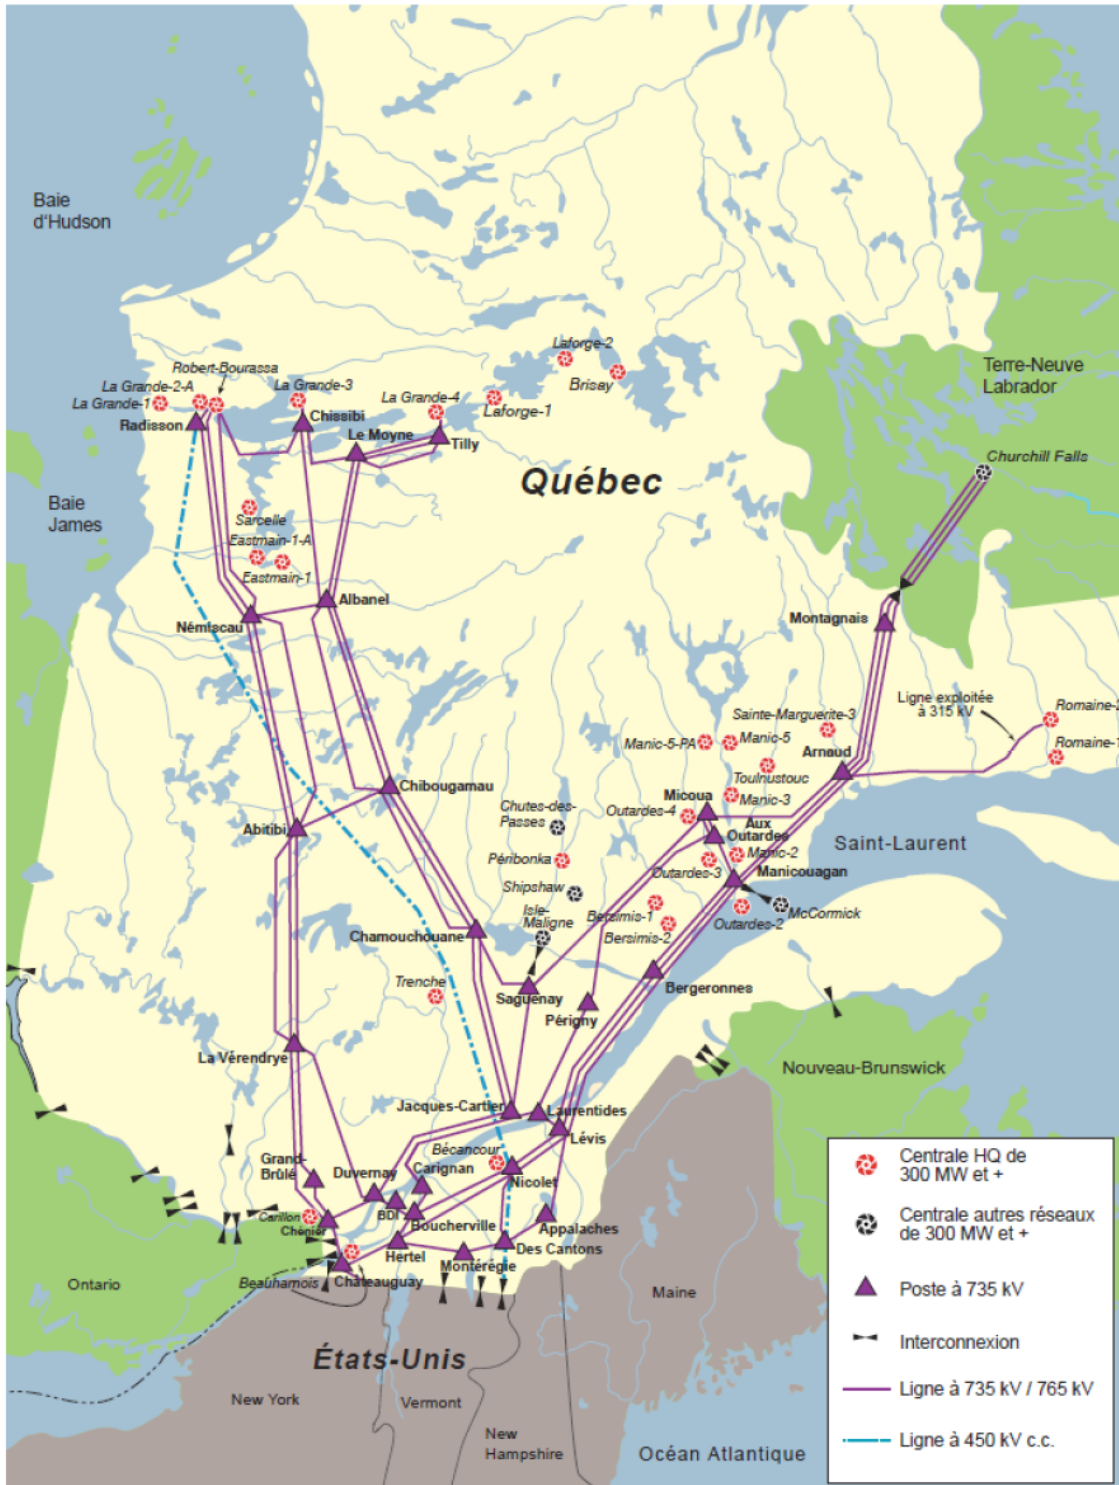 Baie
d'Hudson
Laforge-2
Robert-Bourassa
Terre-Neuve
Labrador
La Grande-2-A
La Grande-3
Brisay
La Grande-1
La Grande-4
Laforge-1
Radisson
Chissibi
Le Moyne
Tilly
Churchill Falls
Québec
Baie
James
Sarcelle
Eastmain-1-A
Eastmain-1
Albanel
Némiscau
Montagnais
Ligne exploitée
à 315 kV
Romaine-2
Sainte-Marguerite-3
Manic-5-PA
Manic-5
Arnaud
Romaine-1
Toulnustouc
Chibougamau
Micoua
Manic-3
Chutes-des-
Passes
Outardes-4
Aux
Outardes
Abitibi
Saint-Laurent
Péribonka
Manic-2
Outardes-3
Manicouagan
Shipshaw
Isle-
Maligne
Bersimis-1
McCormick
Bersimis-2
Outardes-2
Chamouchouane
Trenche
Bergeronnes
Saguenay
Périgny
La Vérendrye
Nouveau-Brunswick
Jacques-Cartier
Laurentides
Lévis
Bécancour
Grand-
Brûlé
Duvernay
Carignan
Nicolet
BDI
Carillon
Boucherville
Appalaches
Chénier
Hertel
Des Cantons
Montérégie
Beauharnois
Châteauguay
Ontario
Maine
États-Unis
New York
Vermont
New
Hampshire
Océan Atlantique
Centrale HQ de
300 MW et +
Centrale autres réseaux
de 300 MW et +
Poste à 735 kV
Interconnexion
Ligne à 735 kV / 765 kV
Ligne à 450 kV c.c.